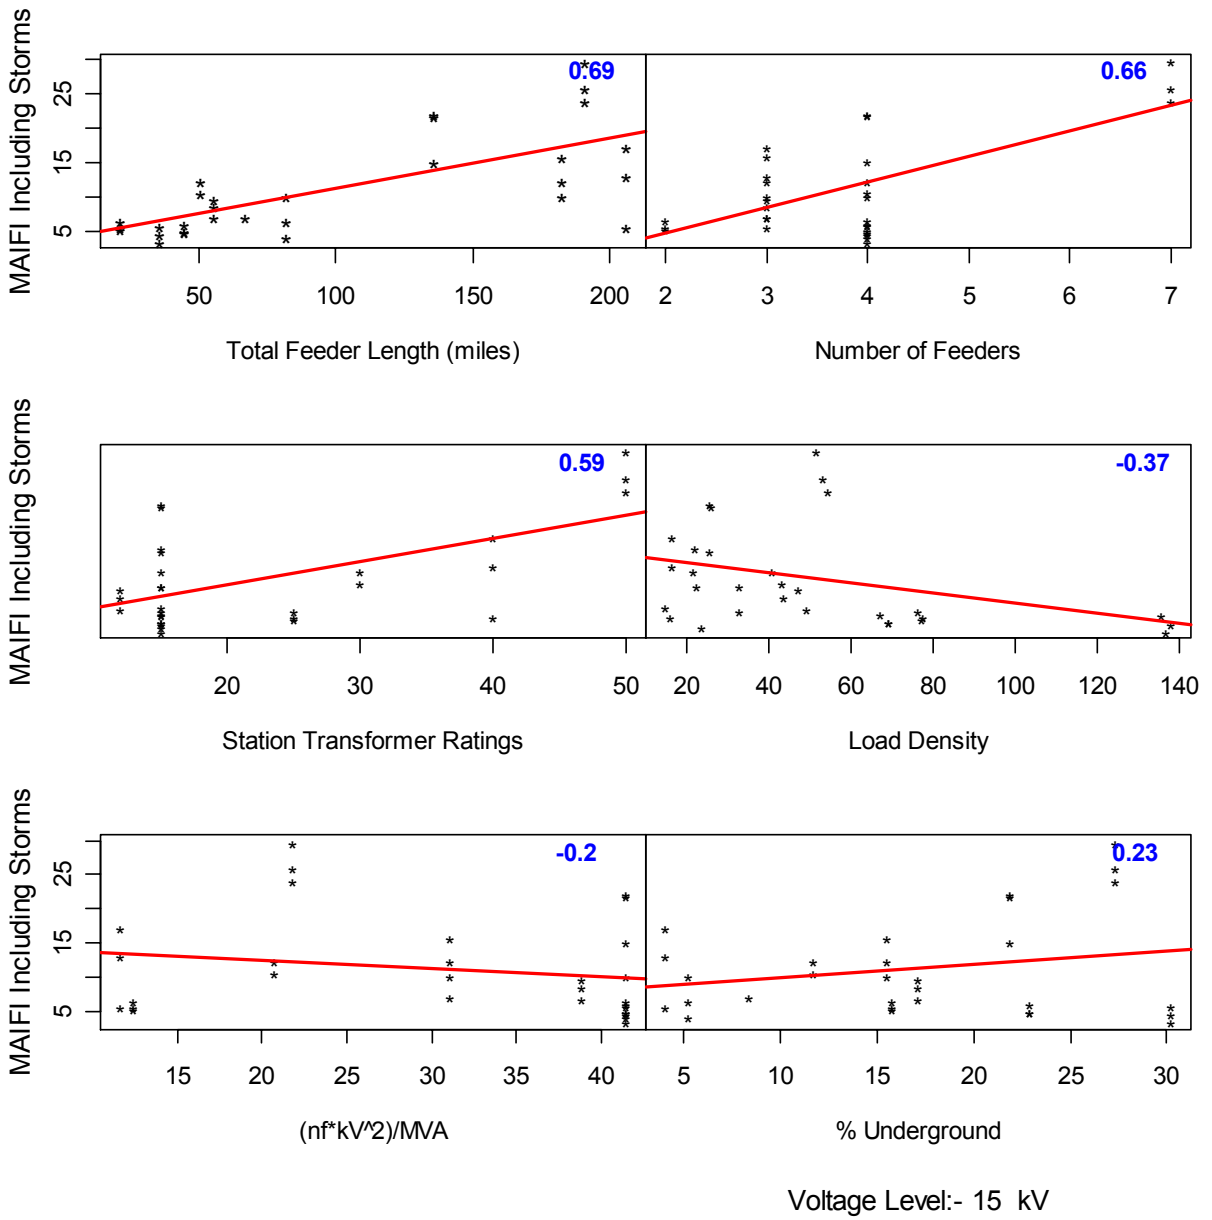 MAIFI Including Storms
5 15 25
0.69
0.66
50 100 150 200
2 3 4 5 6 7
Total Feeder Length (miles)
Number of Feeders
MAIFI Including Storms
0.59
-0.37
20 30 40 50
20 40 60 80 100 120 140
Station Transformer Ratings
Load Density
MAIFI Including Storms
5 15 25
-0.2
0.23
15 20 25 30 35 40
5 10 15 20 25 30
(nf*kV^2)/MVA
% Underground
Voltage Level:- 15 kV